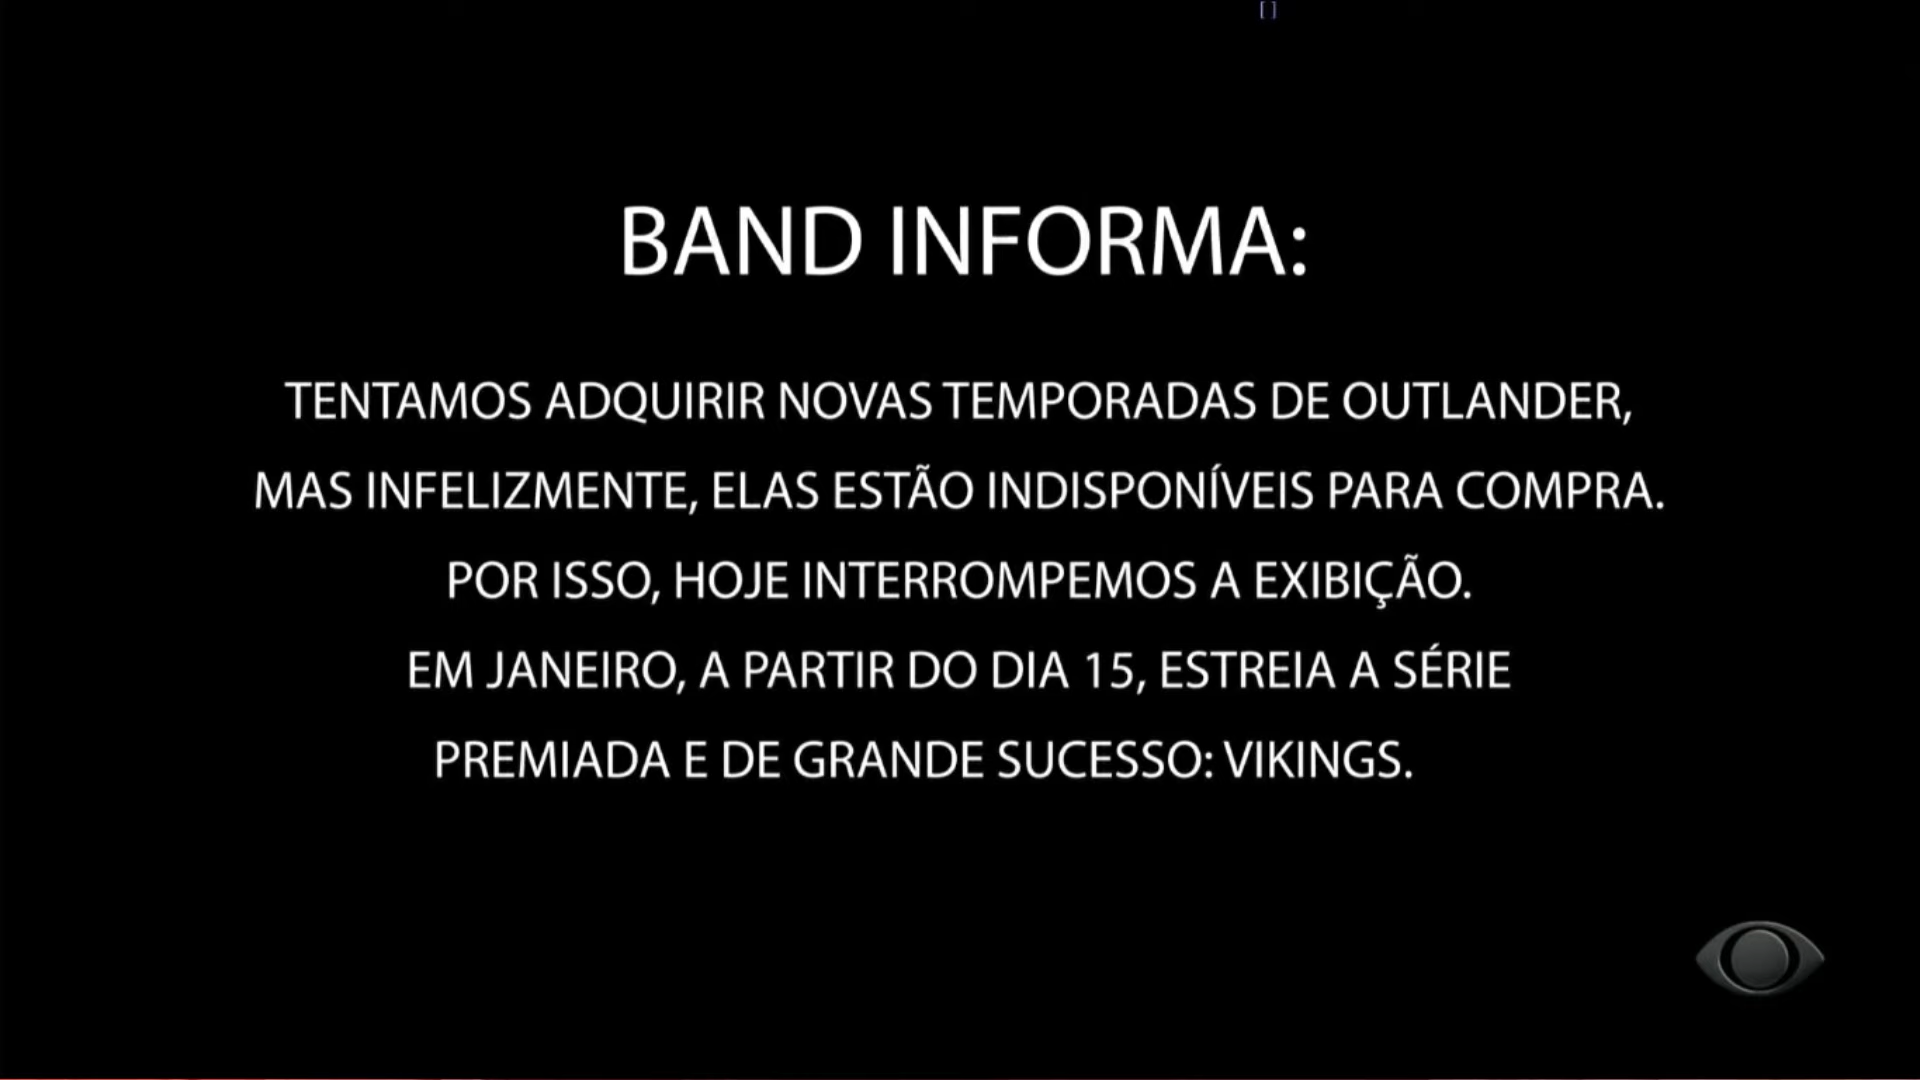 [ ]
BAND INFORMA:
TENTAMOS ADQUIRIR NOVAS TEMPORADAS DE OUTLANDER,
MAS INFELIZMENTE, ELAS ESTÃO INDISPONÍVEIS PARA COMPRA.
POR ISSO, HOJE INTERROMPEMOS A EXIBIÇÃO.
EM JANEIRO, A PARTIR DO DIA 15, ESTREIA A SÉRIE
PREMIADA E DE GRANDE SUCESSO: VIKINGS.